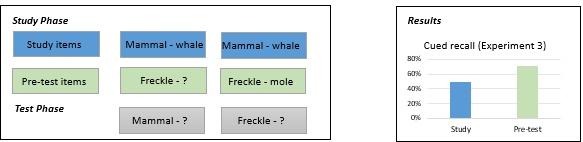 Study Phase
Study items
Mammal - whale
Mammal - whale
Pre-test items
Freckle - ?
Freckle - mole
Test Phase
Mammal - ?
Freckle - ?
Results
Cued recall (Experiment 3)
80%
60%
40%
20%
0%
Study
Pre-test